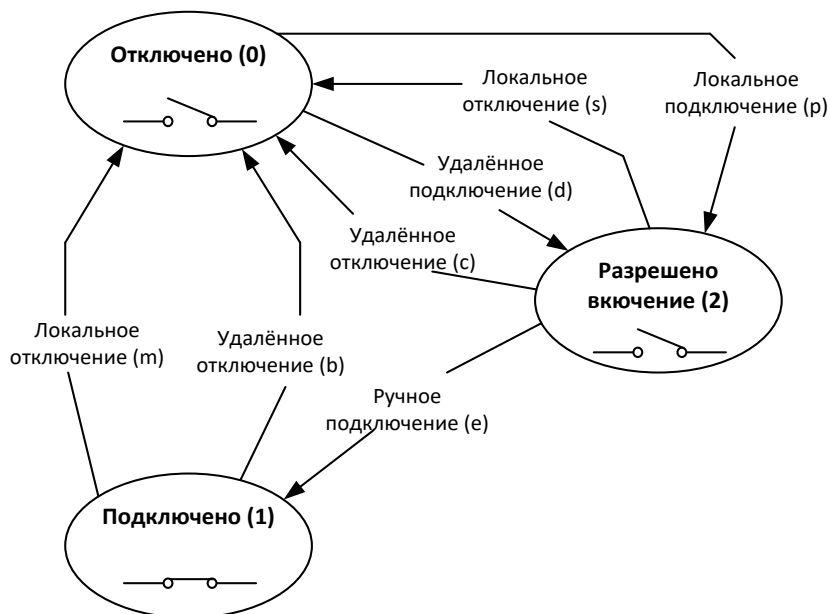 Отключено (0)
Локальное
отключение (s)
Локальное
подключение (p)
Удалённое
подключение (d)
Удалённое
отключение (c)
Разрешено
вкючение (2)
Локальное
отключение (m)
Удалённое
отключение (b)
Ручное
подключение (e)
Подключено (1)